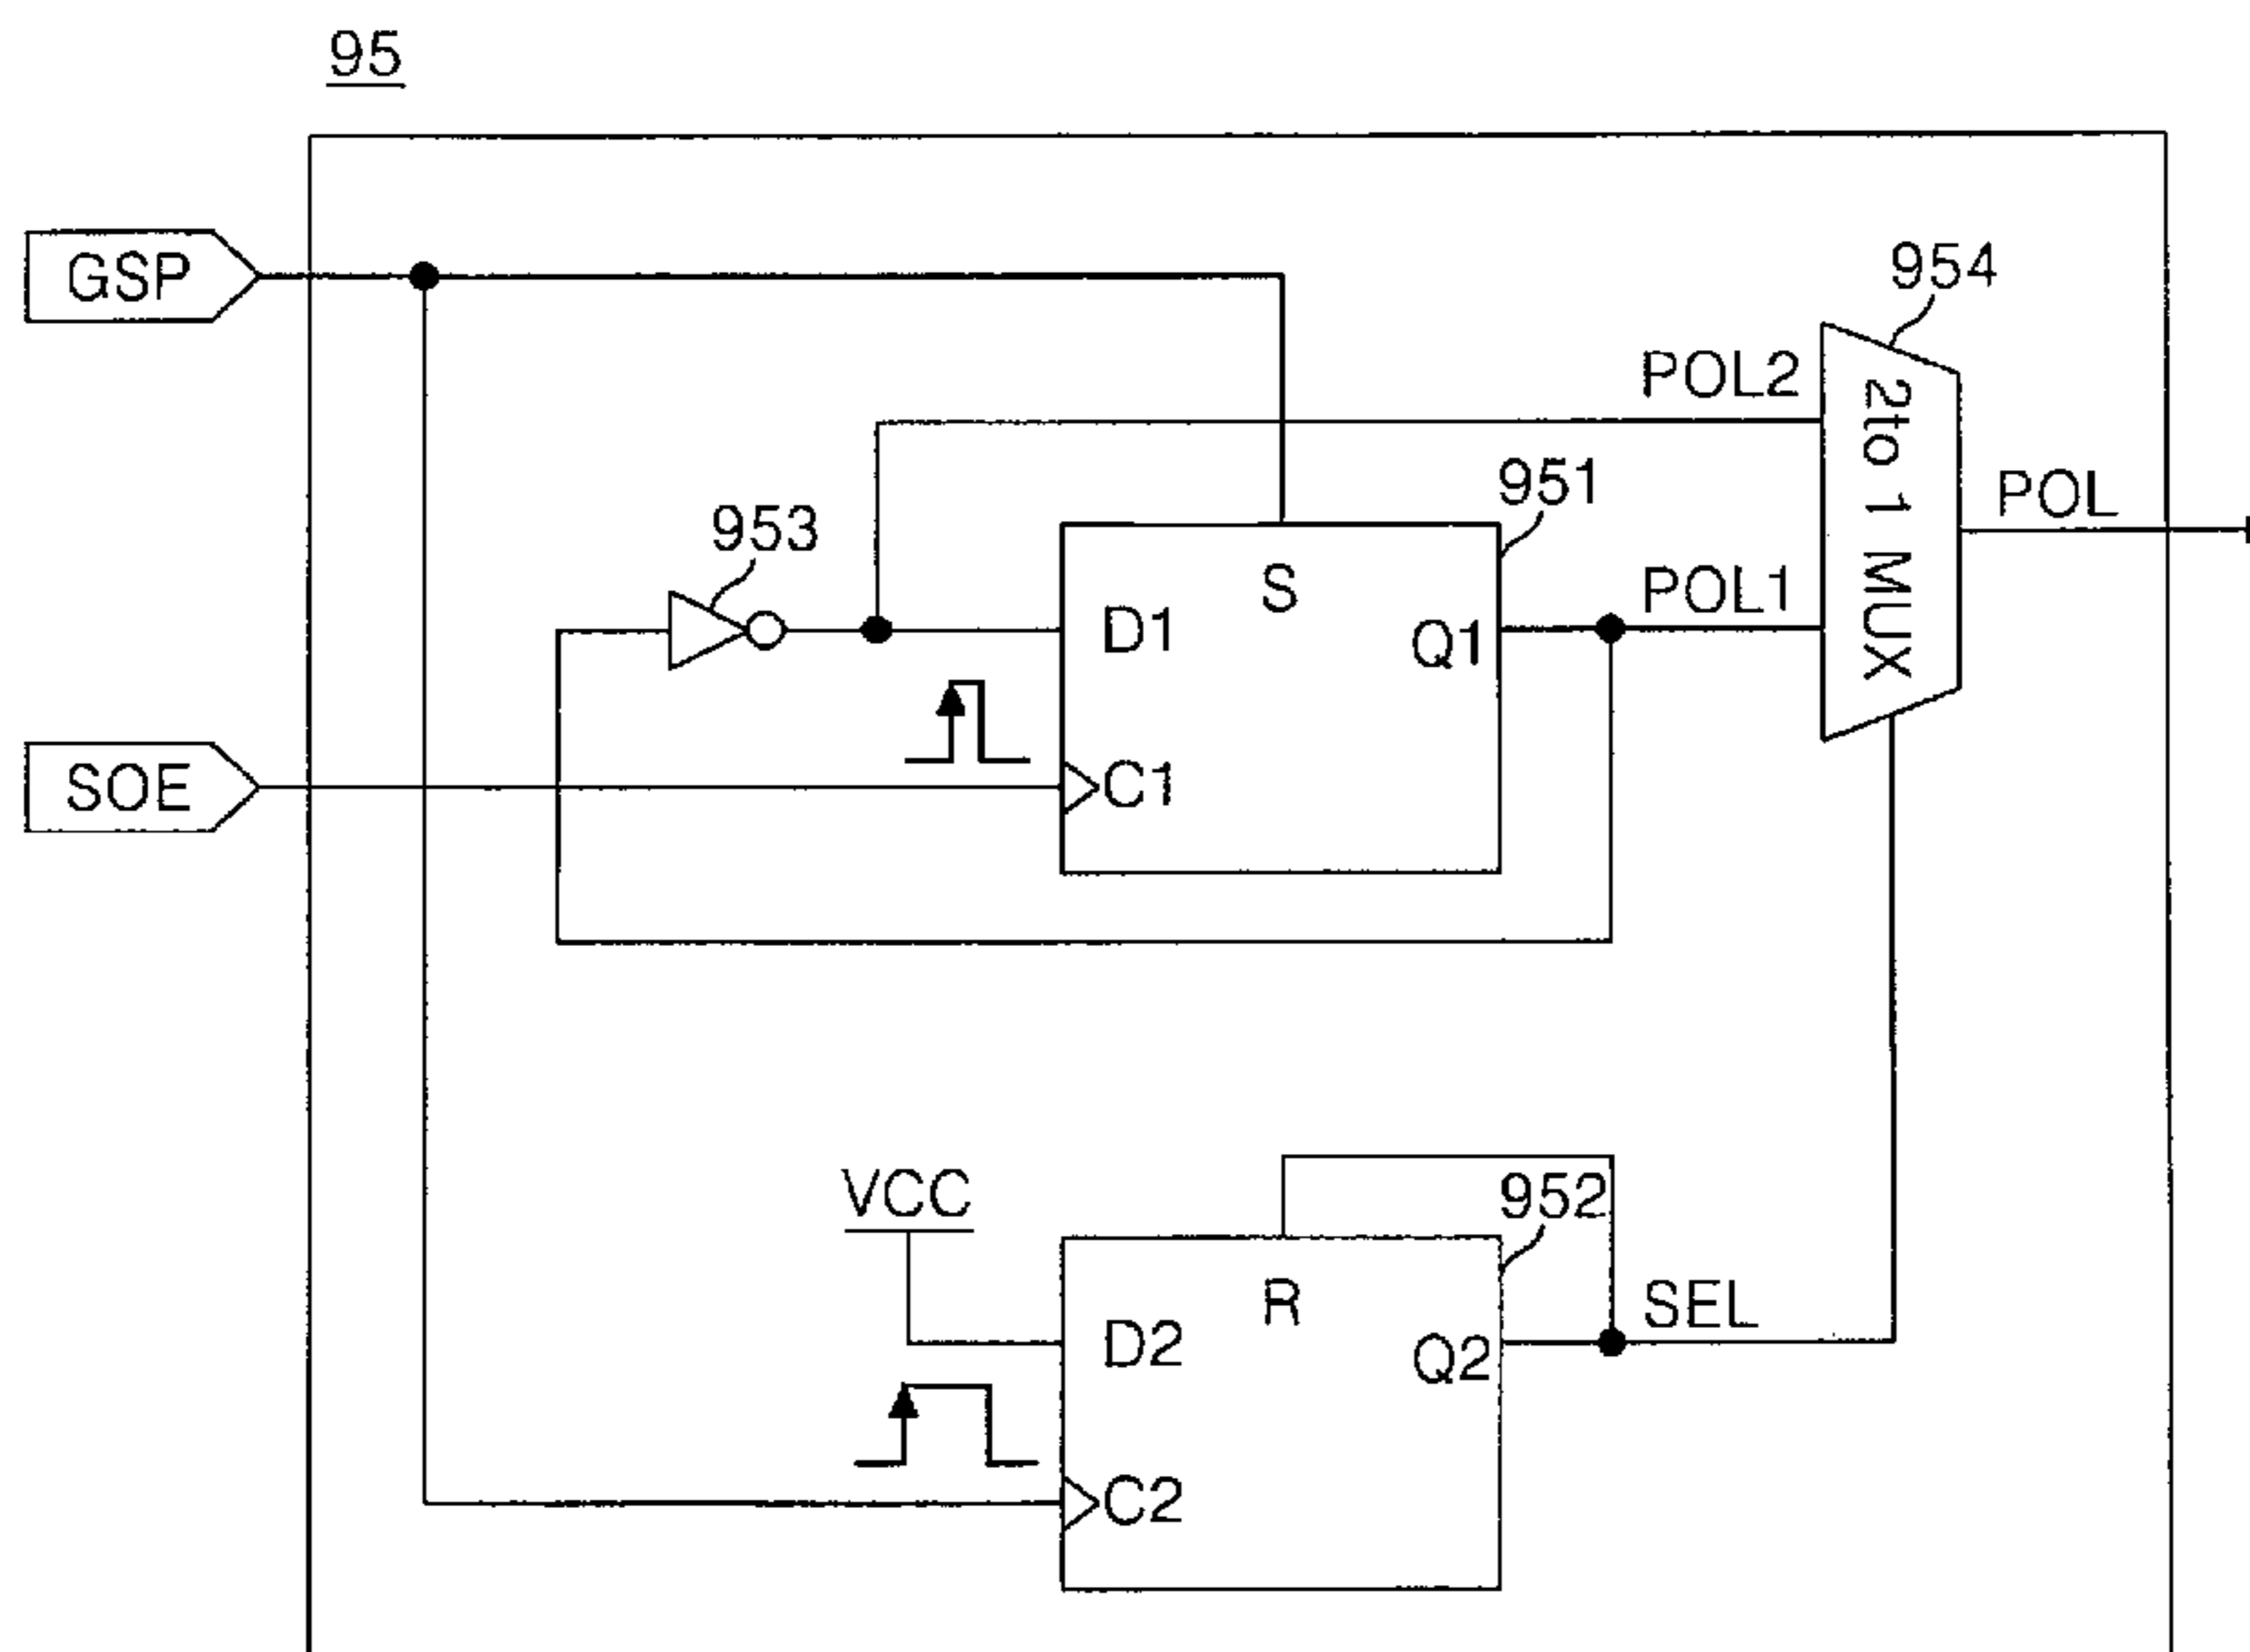 95
GSP
954
POL2
2to 1 MUX
951
POL
953
S
POL1
D1
Q1
SOE
C1
VCC
952
R
SEL
D2
Q2
C2